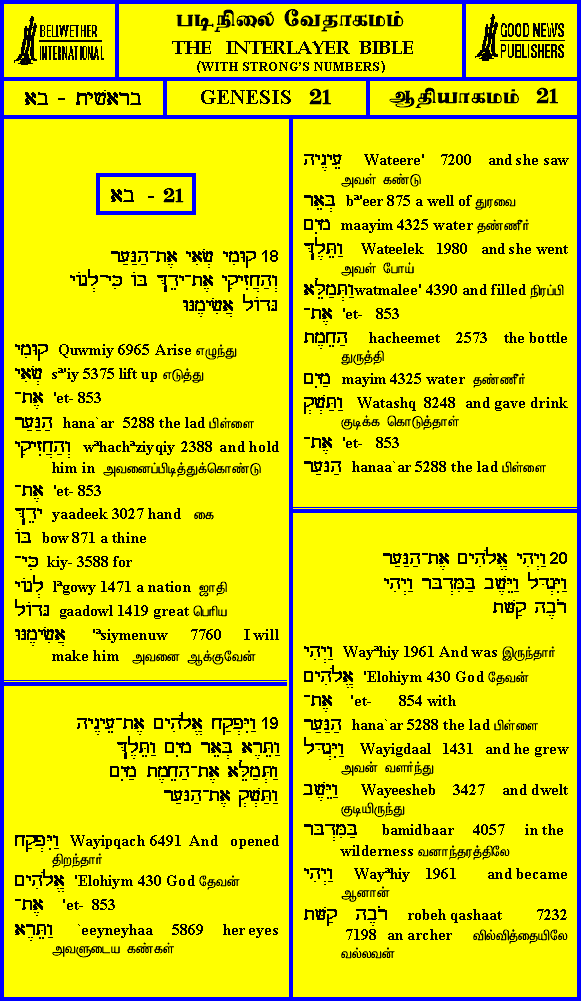 BELLWETHER
INTERNATIONAL
படிநிலை வேதாகமம்
THE INTERLAYER BIBLE
(WITH STRONG'S NUMBERS)
GOOD NEWS
PUBLISHERS
בראשית - בא
GENESIS 21
ஆதியாகமம் 21
בא - 21
18 קוּמִי שְׂאִי אֶת־הַנַּעַר
וְהַחֲזִיקִי אֶת־יָדֵךְ בּוֹ כִּי־לְגוֹי
גָּדוֹל אֲשִׂימֶנּוּ
קוּמִי Quwmiy 6965 Arise எழுந்து
שְׂאִי sª'iy 5375 lift up எடுத்து
אֶת־ 'et- 853
הַנַּעַר hana`ar 5288 the lad பிள்ளை
וְהַחֲזִיקִי wªhachªziyqiy 2388 and hold
him in அவனைப்பிடித்துக்கொண்டு
אֶת־ 'et- 853
יָדֵךְ yaadeek 3027 hand கை
בּוֹ bow 871 a thine
כִּי־ kiy- 3588 for
לְגוֹי lªgowy 1471 a nation ஜாதி
גָּדוֹל gaadowl 1419 great பெரிய
אֲשִׂימֶנּוּ 'ªsiymenuw 7760 I will
make him அவனை ஆக்குவேன்
19 וַיִּפְקַח אֱלֹהִים אֶת־עֵינֶיהָ
וַתֵּרֶא בְּאֵר מַיִם וַתֵּלֶךְ
וַתְּמַלֵּא אֶת־הַחֵמֶת מַיִם
וַתַּשְׁקְ אֶת־הַנַּעַר
וַיִּפְקַח Wayipqach 6491 And opened
திறந்தார்
אֱלֹהִים 'Elohiym 430 God தேவன்
אֶת־ 'et- 853
וַתֵּרֶא `eeyneyhaa 5869 her eyes
அவளுடைய கண்கள்
עֵינֶיהָ Wateere' 7200 and she saw
அவள் கண்டு
בְּאֵר bª'eer 875 a well of துரவை
מַיִם maayim 4325 water தண்ணீர்
וַתֵּלֶךְ Wateelek 1980 and she went
அவள் போய்
וַתְּמַלֵּא watmalee' 4390 and filled நிரப்பி
אֶת־ 'et- 853
הַחֵמֶת hacheemet 2573 the bottle
துருத்தி
מַיִם mayim 4325 water தண்ணீர்
וַתַּשְׁקְ Watashq 8248 and gave drink
குடிக்க கொடுத்தாள்
אֶת־ 'et- 853
הַנַּעַר hanaa`ar 5288 the lad பிள்ளை
20 וַיְהִי אֱלֹהִים אֶת־הַנַּעַר
וַיִּגְדָּל וַיֵּשֶׁב בַּמִּדְבָּר וַיְהִי
רֹבֶה קַשָּׁת
וַיְהִי Wayªhiy 1961 And was இருந்தார்
אֱלֹהִים 'Elohiym 430 God தேவன்
אֶת־ 'et- 854 with
הַנַּעַר hana`ar 5288 the lad பிள்ளை
וַיִּגְדָּל Wayigdaal 1431 and he grew
அவன் வளர்ந்து
וַיֵּשֶׁב Wayeesheb 3427 and dwelt
குடியிருந்து
בַּמִּדְבָּר bamidbaar 4057 in the
wilderness வனாந்தரத்திலே
וַיְהִי Wayªhiy 1961 and became
ஆனான்
רֹבֶה קַשָּׁת robeh qashaat 7232
7198 an archer வில்வித்தையிலே
வல்லவன்